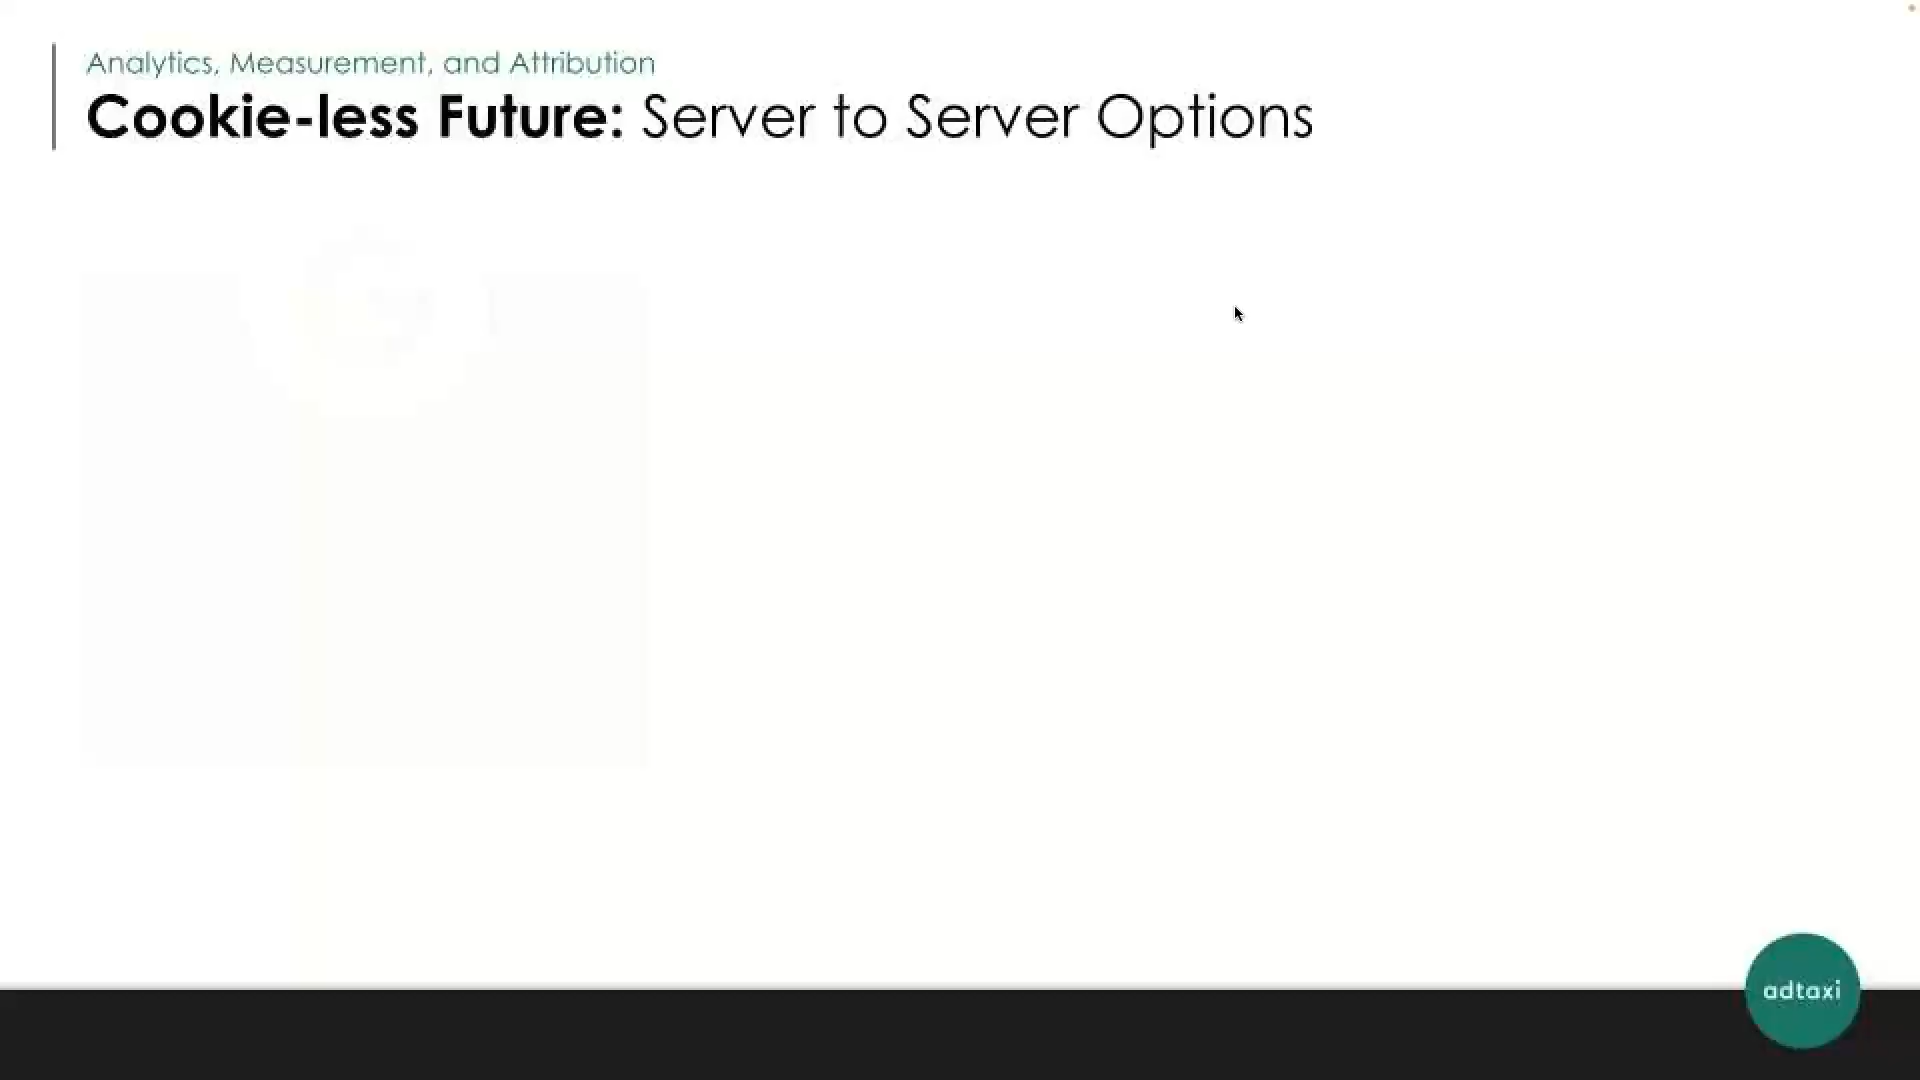 Analytics, Measurement, and Attribution
Cookie-less Future: Server to Server Options
adtaxi